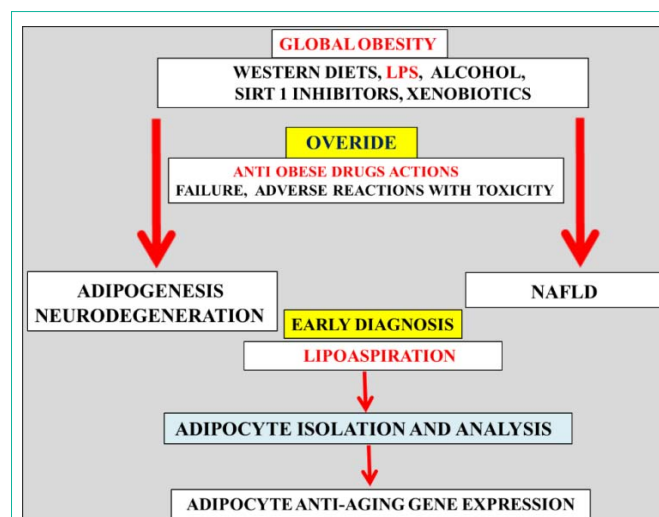 GLOBAL OBESITY
WESTERN DIETS, LPS, ALCOHOL,
SIRT 1 INHIBITORS, XENOBIOTICS
OVERIDE
ANTI OBESE DRUGS ACTIONS
FAILURE, ADVERSE REACTIONS WITH TOXICITY
ADIPOGENESIS
NEURODEGENERATION
NAFLD
EARLY DIAGNOSIS
LIPOASPIRATION
ADIPOCYTE ISOLATION AND ANALYSIS
ADIPOCYTE ANTI-AGING GENE EXPRESSION